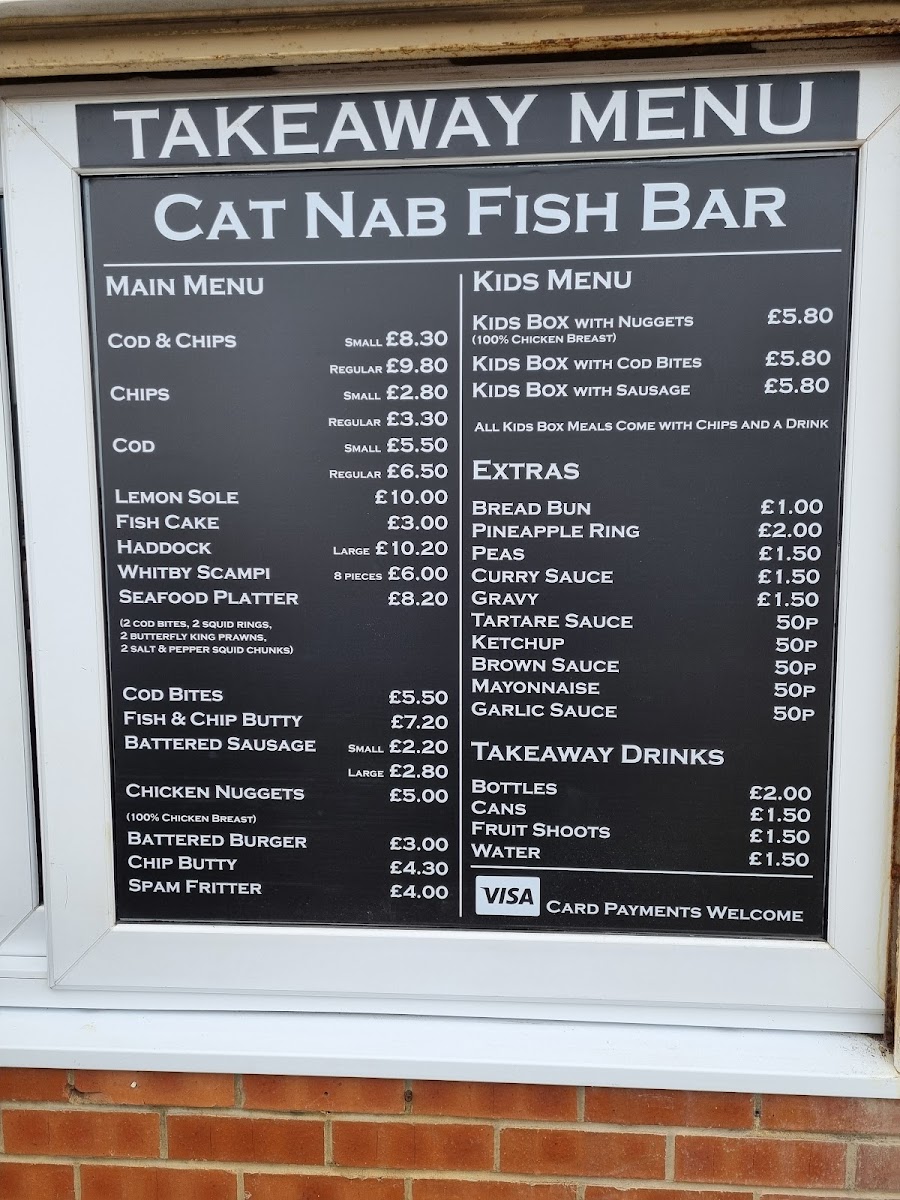 TAKEAWAY MENU
CAT NAB FISH BAR
MAIN MENU
COD & CHIPS SMALL £8.30
REGULAR £9.80
CHIPS SMALL £2.80
REGULAR £3.30
COD SMALL £5.50
REGULAR £6.50
LEMON SOLE £10.00
FISH CAKE £3.00
HADDOCK LARGE £10.20
WHITBY SCAMPI 8 PIECES £6.00
SEAFOOD PLATTER £8.20
(2 COD BITES, 2 SQUID RINGS,
2 BUTTERFLY KING PRAWNS,
2 SALT & PEPPER SQUID CHUNKS)
COD BITES £5.50
FISH & CHIP BUTTY £7.20
BATTERED SAUSAGE SMALL £2.20
LARGE £2.80
CHICKEN NUGGETS £5.00
(100% CHICKEN BREAST)
BATTERED BURGER £3.00
CHIP BUTTY £4.30
SPAM FRITTER £4.00
KIDS MENU
KIDS BOX WITH NUGGETS £5.80
(100% CHICKEN BREAST)
KIDS BOX WITH COD BITES £5.80
KIDS BOX WITH SAUSAGE £5.80
ALL KIDS BOX MEALS COME WITH CHIPS AND A DRINK
EXTRAS
BREAD BUN £1.00
PINEAPPLE RING £2.00
PEAS £1.50
CURRY SAUCE £1.50
GRAVY £1.50
TARTARE SAUCE 50P
KETCHUP 50P
BROWN SAUCE 50P
MAYONNAISE 50P
GARLIC SAUCE 50P
TAKEAWAY DRINKS
BOTTLES £2.00
CANS £1.50
FRUIT SHOOTS £1.50
WATER £1.50
VISA CARD PAYMENTS WELCOME